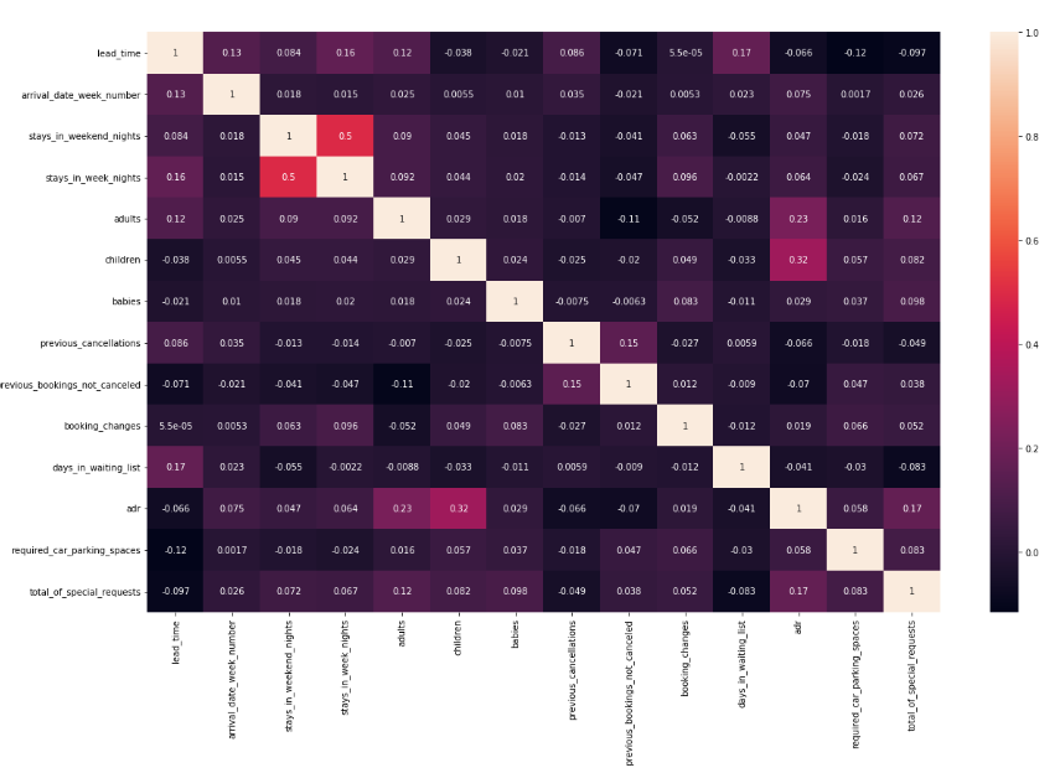 lead_time 1 0.13 0.084 0.16 0.12 -0.038 -0.021 0.086 -0.071 5.5e-05 0.17 -0.066 -0.12 -0.097
arrival_date_week_number 0.13 1 0.018 0.015 0.025 0.0055 0.01 0.035 -0.021 0.0053 0.023 0.075 0.0017 0.026
stays_in_weekend_nights 0.084 0.018 1 0.5 0.09 0.045 0.018 -0.013 -0.041 0.063 -0.055 0.047 -0.018 0.072
stays_in_week_nights 0.16 0.015 0.5 1 0.092 0.044 0.02 -0.014 -0.047 0.096 -0.0022 0.064 -0.024 0.067
adults 0.12 0.025 0.09 0.092 1 0.029 0.018 -0.007 -0.11 -0.052 -0.0088 0.23 0.016 0.12
children -0.038 0.0055 0.045 0.044 0.029 1 0.024 -0.025 -0.02 0.049 -0.033 0.32 0.057 0.082
babies -0.021 0.01 0.018 0.02 0.018 0.024 1 -0.0075 -0.0063 0.083 -0.011 0.029 0.037 0.098
previous_cancellations 0.086 0.035 -0.013 -0.014 -0.007 -0.025 -0.0075 1 0.15 -0.027 0.0059 -0.066 -0.018 -0.049
revious_bookings_not_canceled -0.071 -0.021 -0.041 -0.047 -0.11 -0.02 -0.0063 0.15 1 0.012 -0.009 -0.07 0.047 0.038
booking_changes 5.5e-05 0.0053 0.063 0.096 -0.052 0.049 0.083 -0.027 0.012 1 -0.012 0.019 0.066 0.052
days_in_waiting_list 0.17 0.023 -0.055 -0.0022 -0.0088 -0.033 -0.011 0.0059 -0.009 -0.012 1 -0.041 -0.03 -0.083
adr -0.066 0.075 0.047 0.064 0.23 0.32 0.029 -0.066 -0.07 0.019 -0.041 1 0.058 0.17
required_car_parking_spaces -0.12 0.0017 -0.018 -0.024 0.016 0.057 0.037 -0.018 0.047 0.066 -0.03 0.058 1 0.083
total_of_special_requests -0.097 0.026 0.072 0.067 0.12 0.082 0.098 -0.049 0.038 0.052 -0.083 0.17 0.083 1
lead_time
arrival_date_week_number
stays_in_weekend_nights
stays_in_week_nights
adults
children
babies
previous_cancellations
previous_bookings_not_canceled
booking_changes
days_in_waiting_list
adr
required_car_parking_spaces
total_of_special_requests
1.0
0.8
0.6
0.4
0.2
0.0